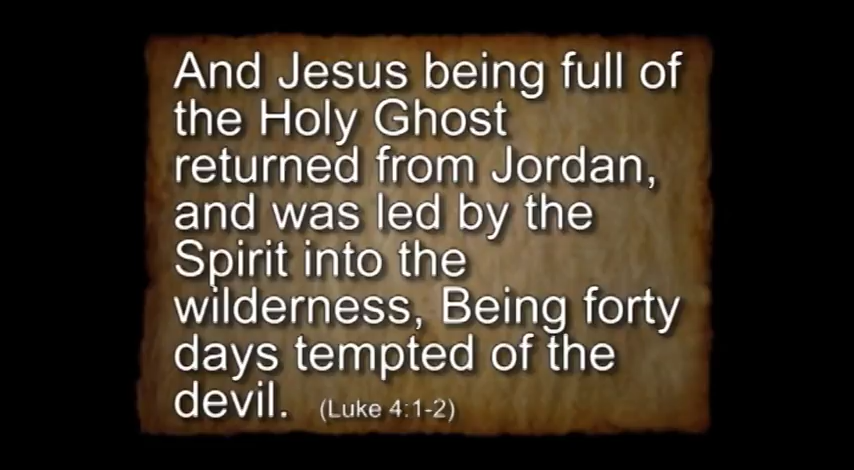 And Jesus being full of
the Holy Ghost
returned from Jordan,
and was led by the
Spirit into the
wilderness, Being forty
days tempted of the
devil. (Luke 4:1-2)